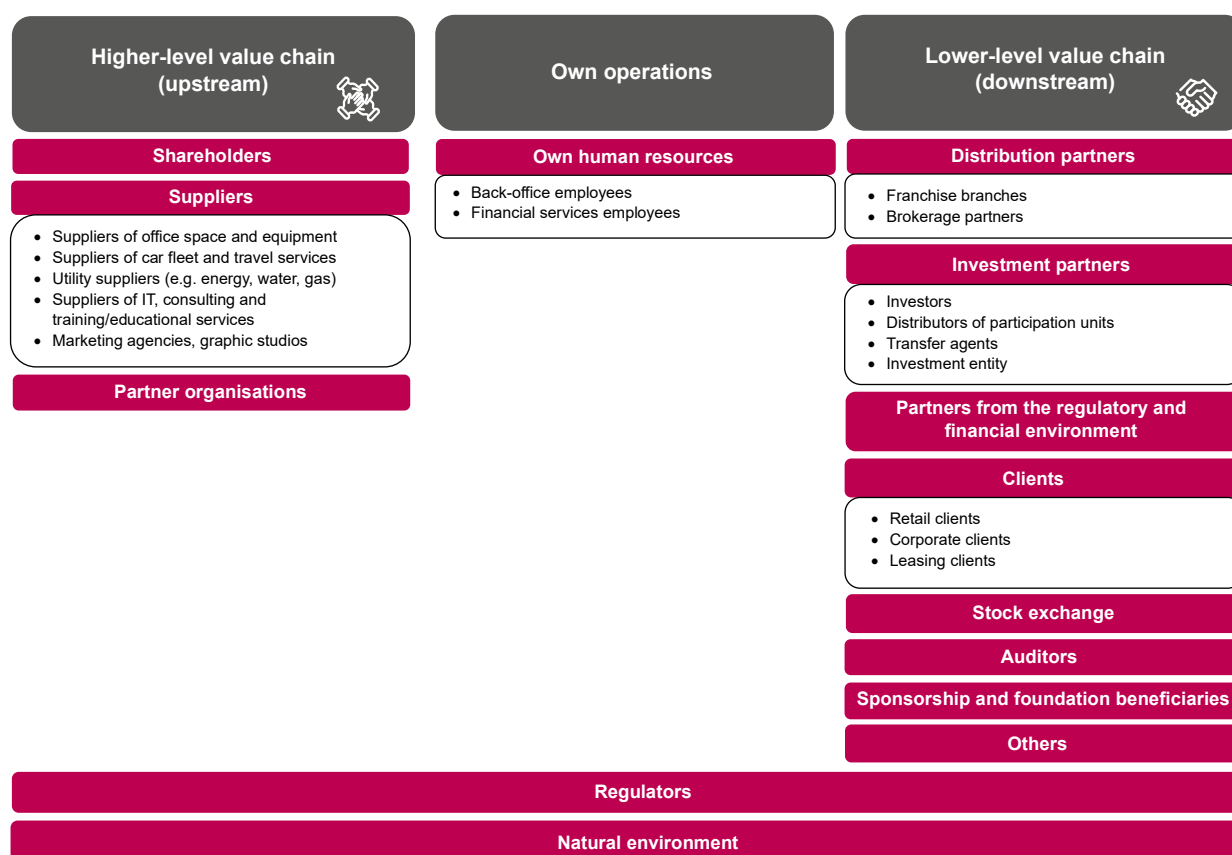 Higher-level value chain
(upstream)
Shareholders
Suppliers
• Suppliers of office space and equipment
• Suppliers of car fleet and travel services
• Utility suppliers (e.g. energy, water, gas)
• Suppliers of IT, consulting and
training/educational services
• Marketing agencies, graphic studios
Partner organisations
Own operations
Own human resources
• Back-office employees
• Financial services employees
Lower-level value chain
(downstream)
Distribution partners
• Franchise branches
• Brokerage partners
Investment partners
• Investors
• Distributors of participation units
• Transfer agents
• Investment entity
Partners from the regulatory and
financial environment
Clients
• Retail clients
• Corporate clients
• Leasing clients
Stock exchange
Auditors
Sponsorship and foundation beneficiaries
Others
Regulators
Natural environment